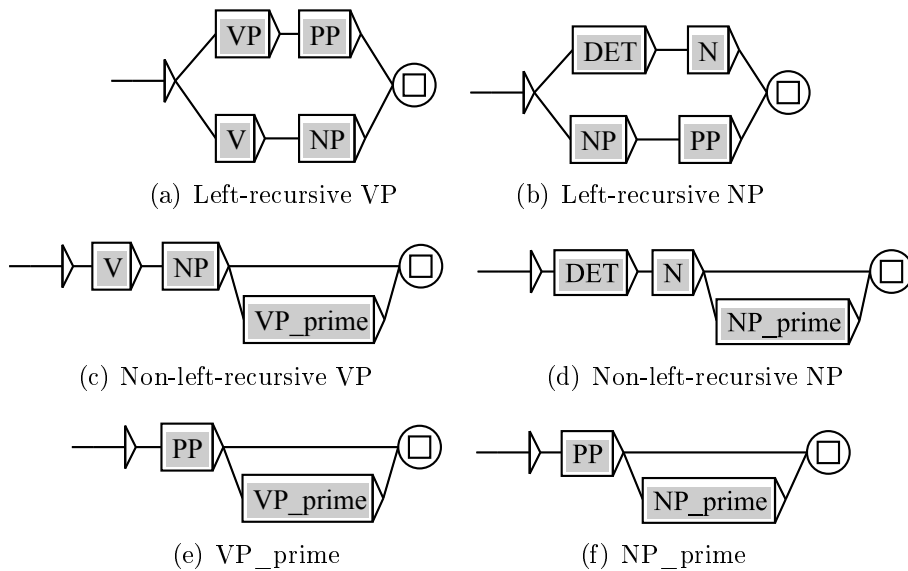 VP PP
V NP
(a) Left-recursive VP
DET N
NP PP
(b) Left-recursive NP
V NP
VP_prime
(c) Non-left-recursive VP
DET N
NP_prime
(d) Non-left-recursive NP
PP
VP_prime
(e) VP_prime
PP
NP_prime
(f) NP_prime